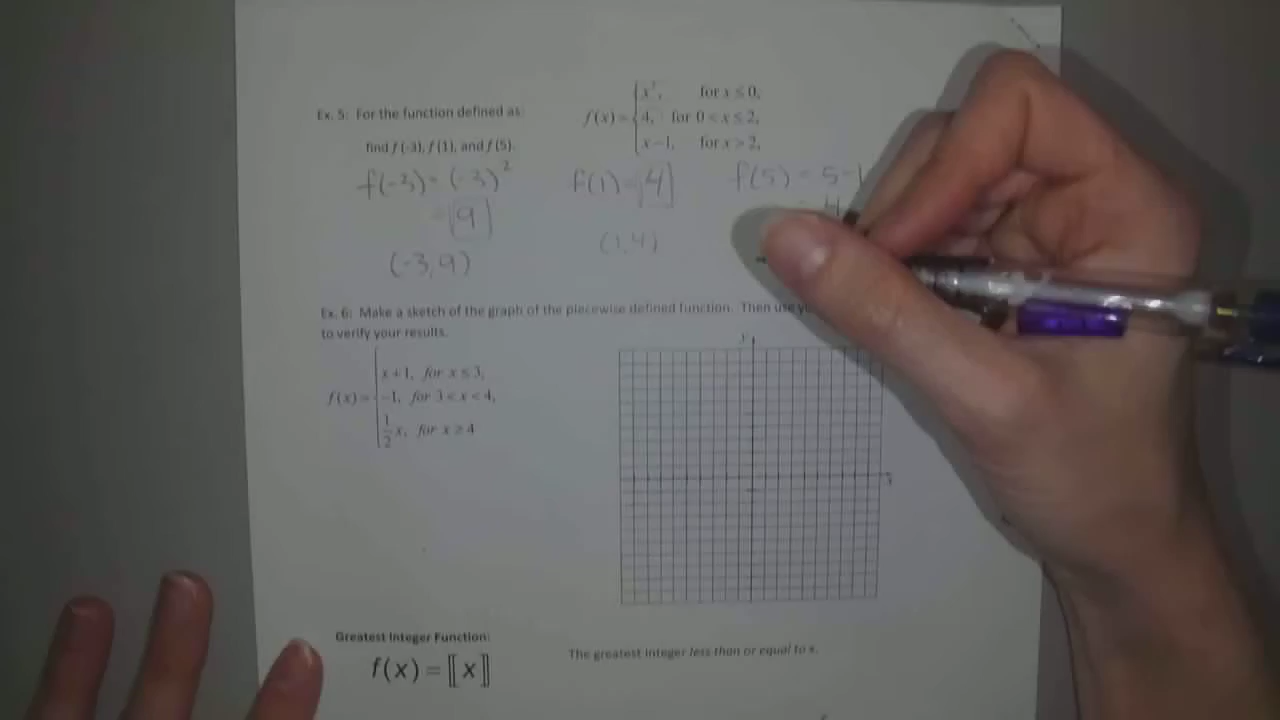 Ex. 5: For the function defined as:
f(x) = { x², for x ≤ 0,
4, for 0 < x ≤ 2,
x − 1, for x > 2,
find f(-3), f(1), and f(5).
f(-3) = (-3)² f(1) = 4 f(5) = 5-1
= 9 = 4
(-3,9) (1,4)
Ex. 6: Make a sketch of the graph of the piecewise defined function. Then use
to verify your results.
f(x) = { x + 1, for x ≤ 3,
−1, for 3 < x < 4,
1/2 x, for x ≥ 4
y
x
Greatest Integer Function:
The greatest integer less than or equal to x.
f(x) = ⟦x⟧